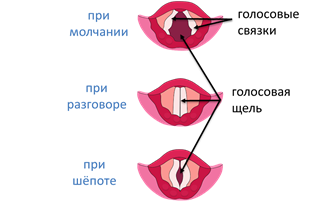 при
молчании
голосовые
связки
при
разговоре
голосовая
щель
при
шёпоте